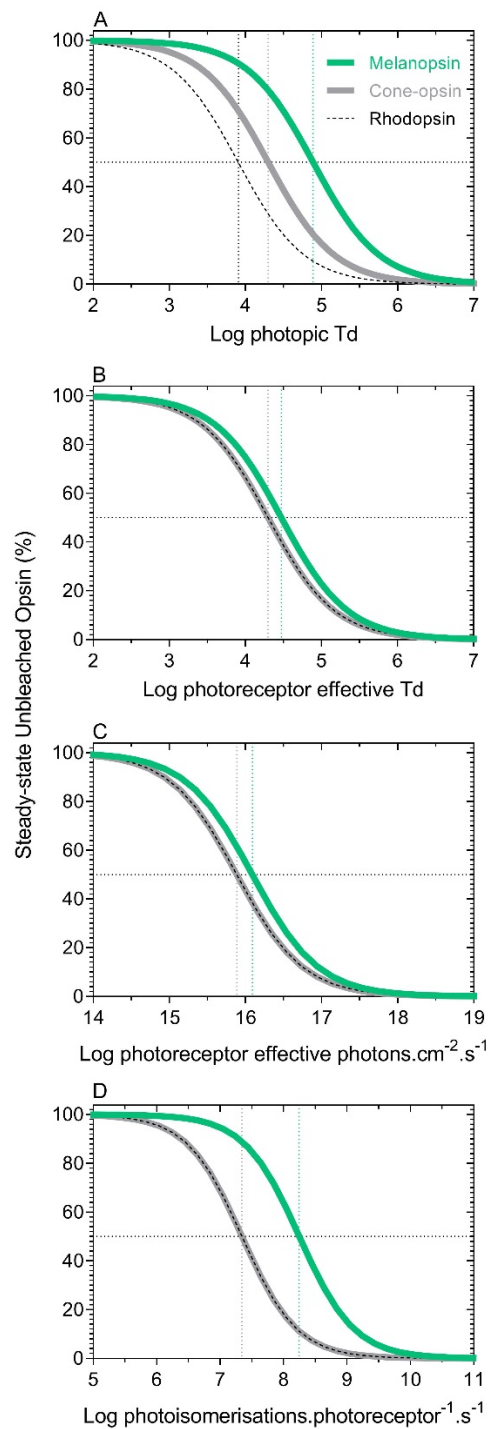 A
100
80
60
40
20
0
Melanopsin
Cone-opsin
Rhodopsin
2 3 4 5 6 7
Log photopic Td
B
100
80
60
40
20
0
2 3 4 5 6 7
Log photoreceptor effective Td
Steady-state Unbleached Opsin (%)
C
100
80
60
40
20
0
14 15 16 17 18 19
Log photoreceptor effective photons.cm⁻².s⁻¹
D
100
80
60
40
20
0
5 6 7 8 9 10 11
Log photoisomerisations.photoreceptor⁻¹.s⁻¹